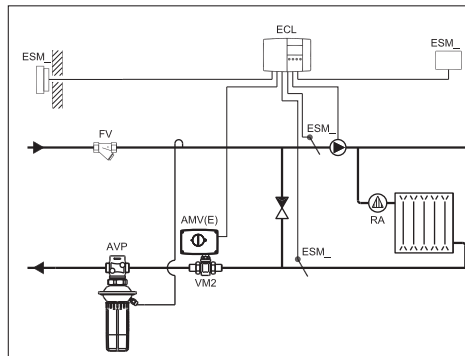 ECL
ESM_
ESM_
FV
ESM_
AMV(E)
RA
AVP
ESM_
VM2